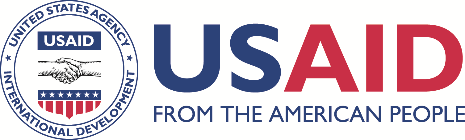 UNITED STATES AGENCY
USAID
INTERNATIONAL DEVELOPMENT
USAID
FROM THE AMERICAN PEOPLE